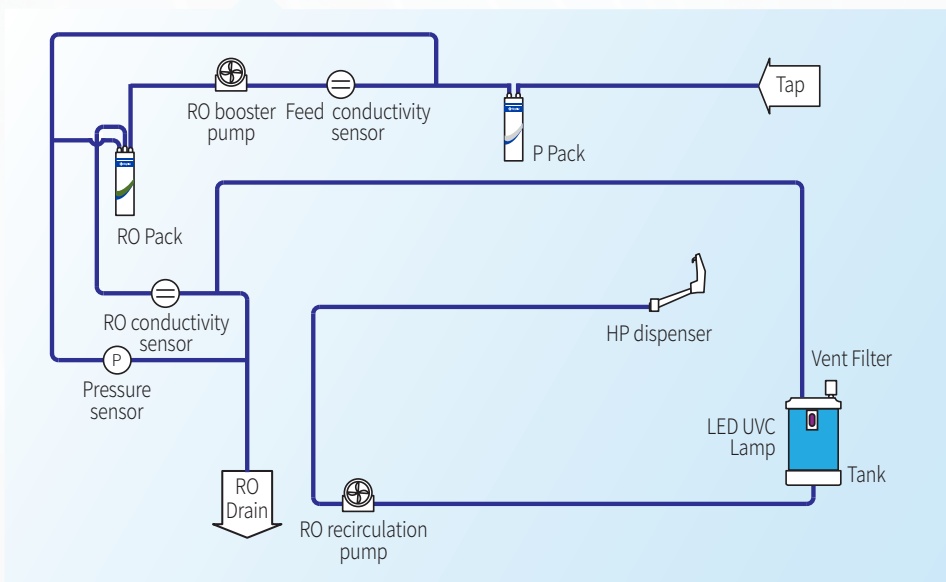 Tap
RO booster
pump
Feed conductivity
sensor
P Pack
RO Pack
RO conductivity
sensor
HP dispenser
P
Pressure
sensor
Vent Filter
LED UVC
Lamp
Tank
RO
Drain
RO recirculation
pump